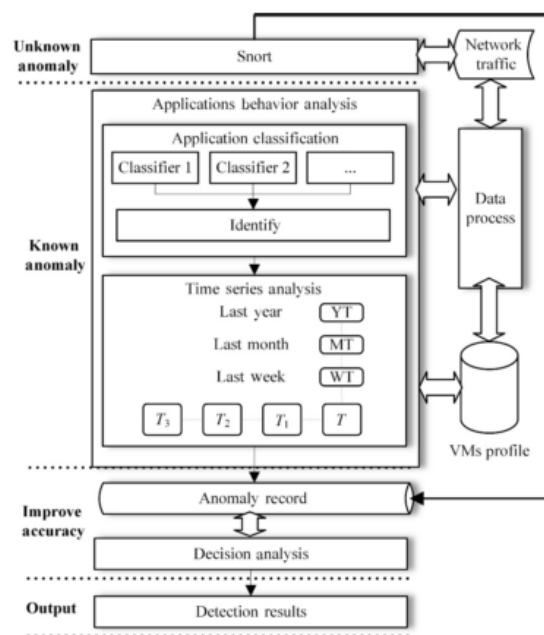 Unknown
anomaly
Snort
Network
traffic
Applications behavior analysis
Application classification
Classifier 1
Classifier 2
...
Identify
Data
process
Known
anomaly
Time series analysis
Last year
YT
Last month
MT
Last week
WT
T3
T2
T1
T
VMs profile
Anomaly record
Improve
accuracy
Decision analysis
Output
Detection results